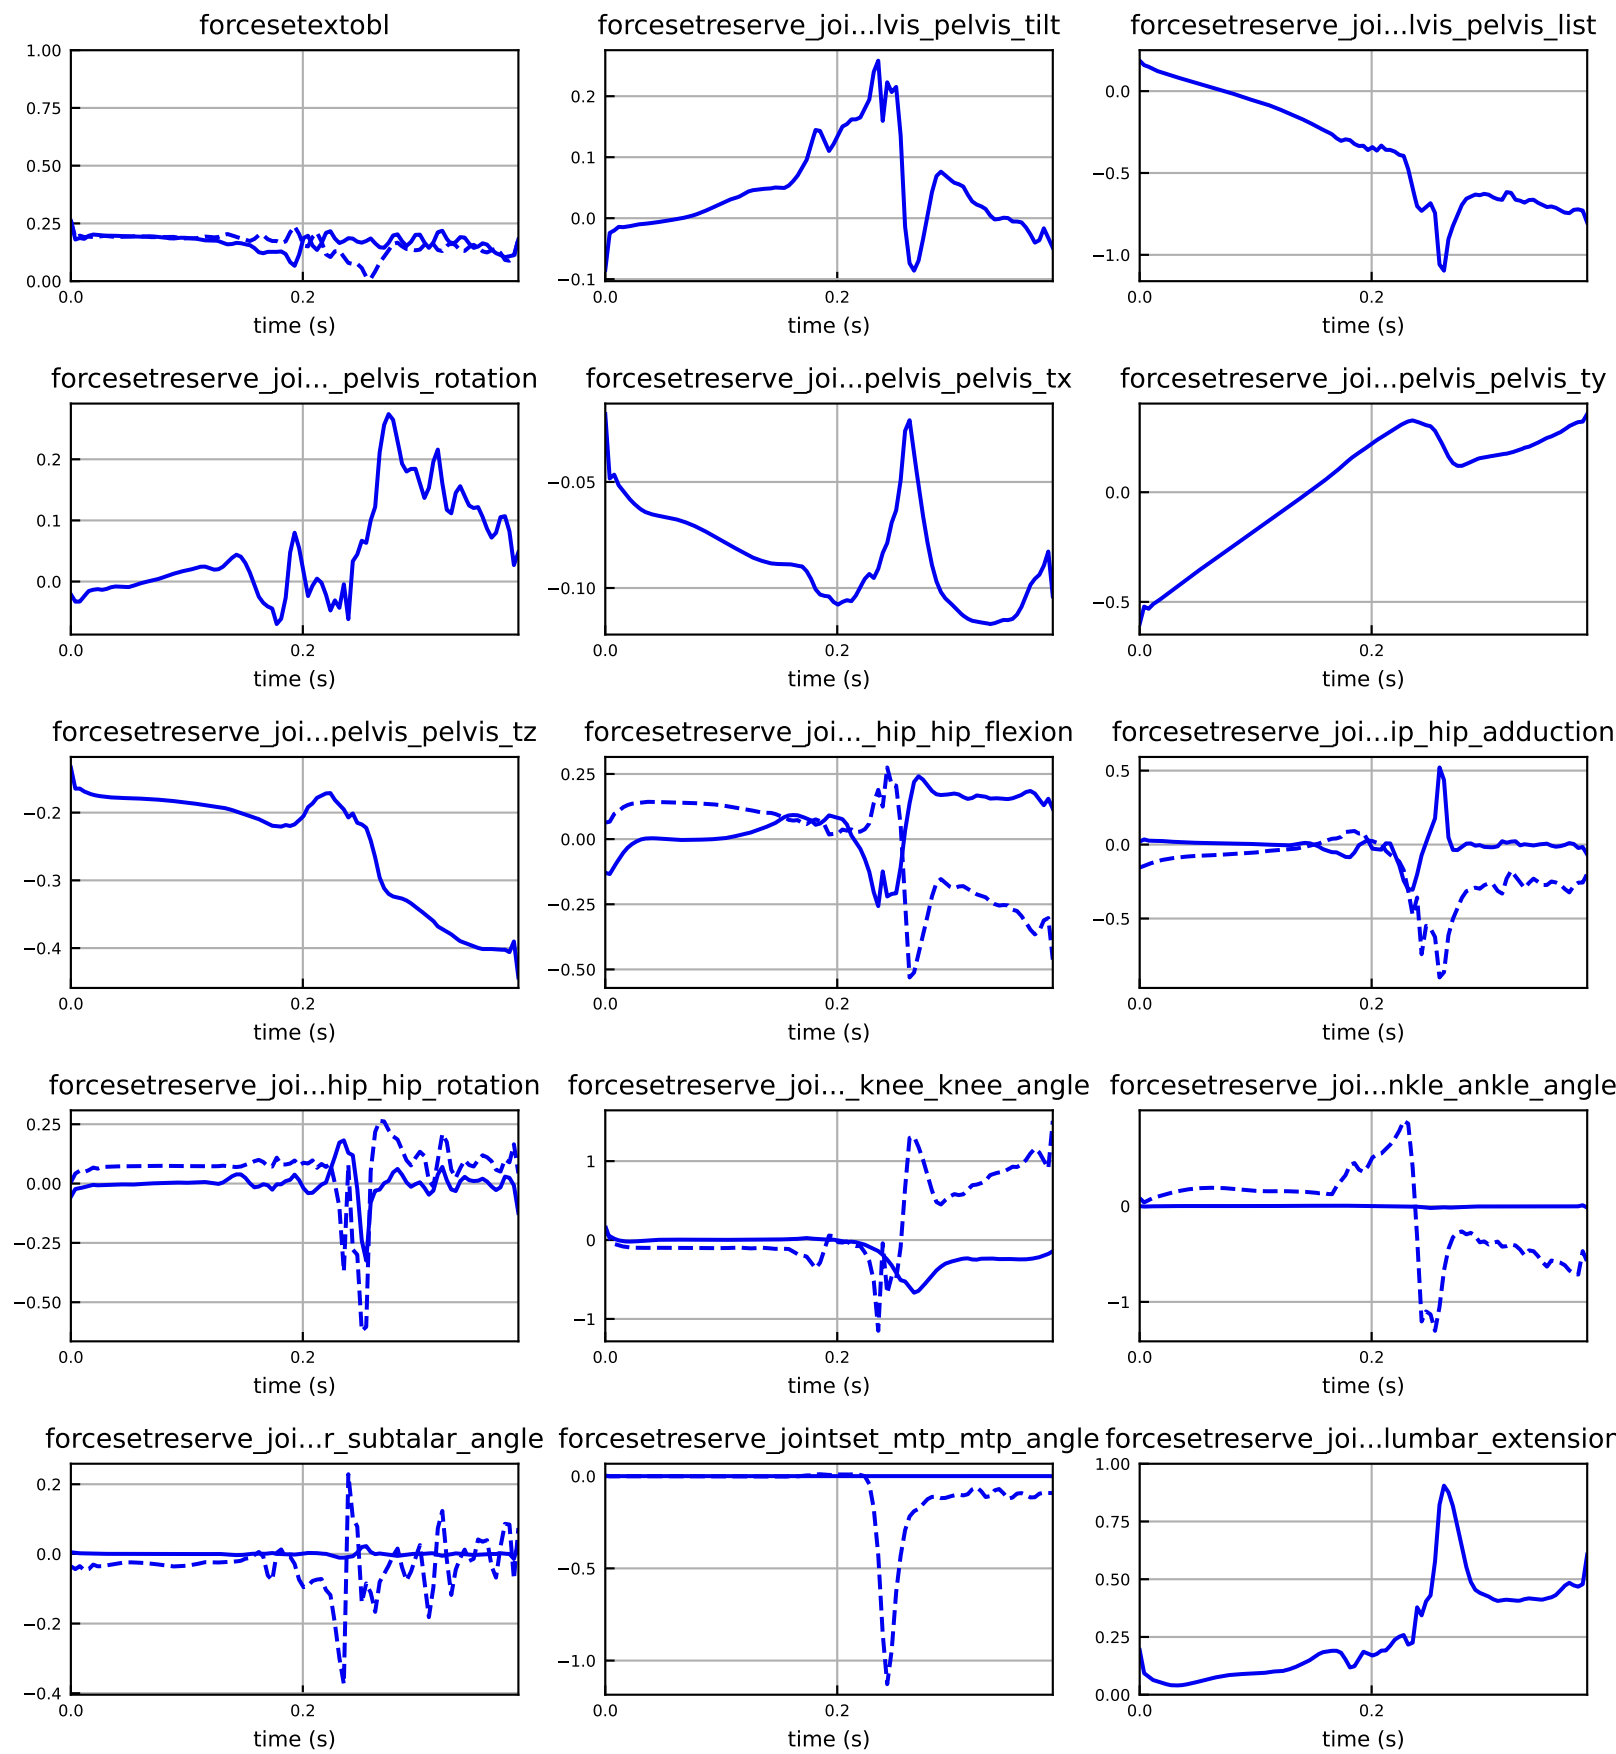 forcesetextobl
forcesetreserve_joi...lvis_pelvis_tilt
forcesetreserve_joi...lvis_pelvis_list
1.00
0.75
0.50
0.25
0.00
0.0
0.2
time (s)
0.2
0.1
0.0
−0.1
0.0
0.2
time (s)
0.0
−0.5
−1.0
0.0
0.2
time (s)
forcesetreserve_joi..._pelvis_rotation
forcesetreserve_joi...pelvis_pelvis_tx
forcesetreserve_joi...pelvis_pelvis_ty
0.2
0.1
0.0
0.0
0.2
time (s)
−0.05
−0.10
0.0
0.2
time (s)
0.0
−0.5
0.0
0.2
time (s)
forcesetreserve_joi...pelvis_pelvis_tz
forcesetreserve_joi..._hip_hip_flexion
forcesetreserve_joi...ip_hip_adduction
−0.2
−0.3
−0.4
0.0
0.2
time (s)
0.25
0.00
−0.25
−0.50
0.0
0.2
time (s)
0.5
0.0
−0.5
0.0
0.2
time (s)
forcesetreserve_joi...hip_hip_rotation
forcesetreserve_joi..._knee_knee_angle
forcesetreserve_joi...nkle_ankle_angle
0.25
0.00
−0.25
−0.50
0.0
0.2
time (s)
1
0
−1
0.0
0.2
time (s)
0
−1
0.0
0.2
time (s)
forcesetreserve_joi...r_subtalar_angle
forcesetreserve_jointset_mtp_mtp_angle
forcesetreserve_joi...lumbar_extension
0.2
0.0
−0.2
−0.4
0.0
0.2
time (s)
0.0
−0.5
−1.0
0.0
0.2
time (s)
1.00
0.75
0.50
0.25
0.00
0.0
0.2
time (s)